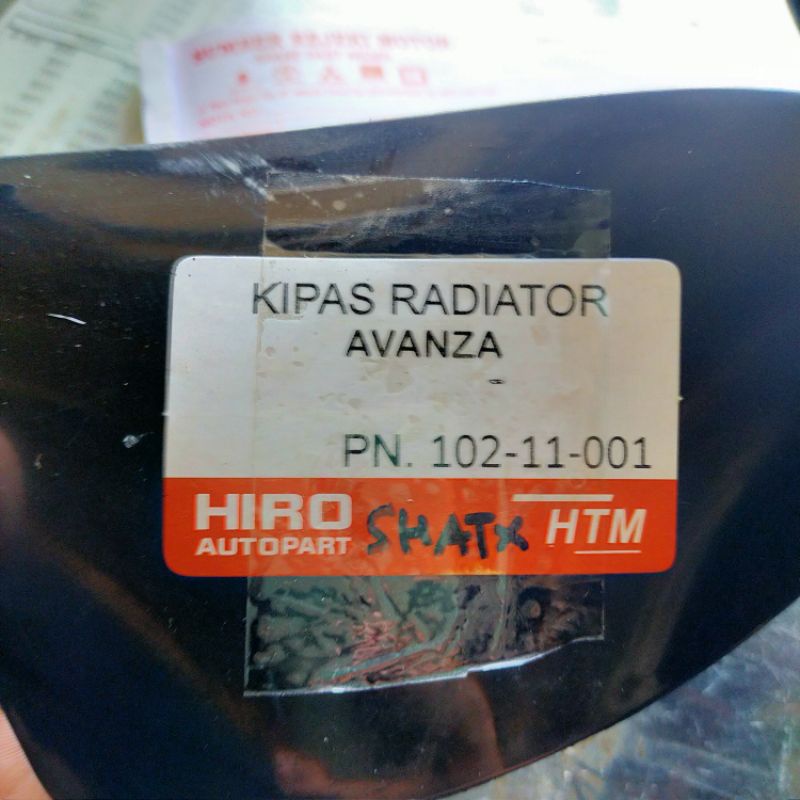 KIPAS RADIATOR
AVANZA
PN. 102-11-001
HIRO
AUTOPART
SHATX
HTM